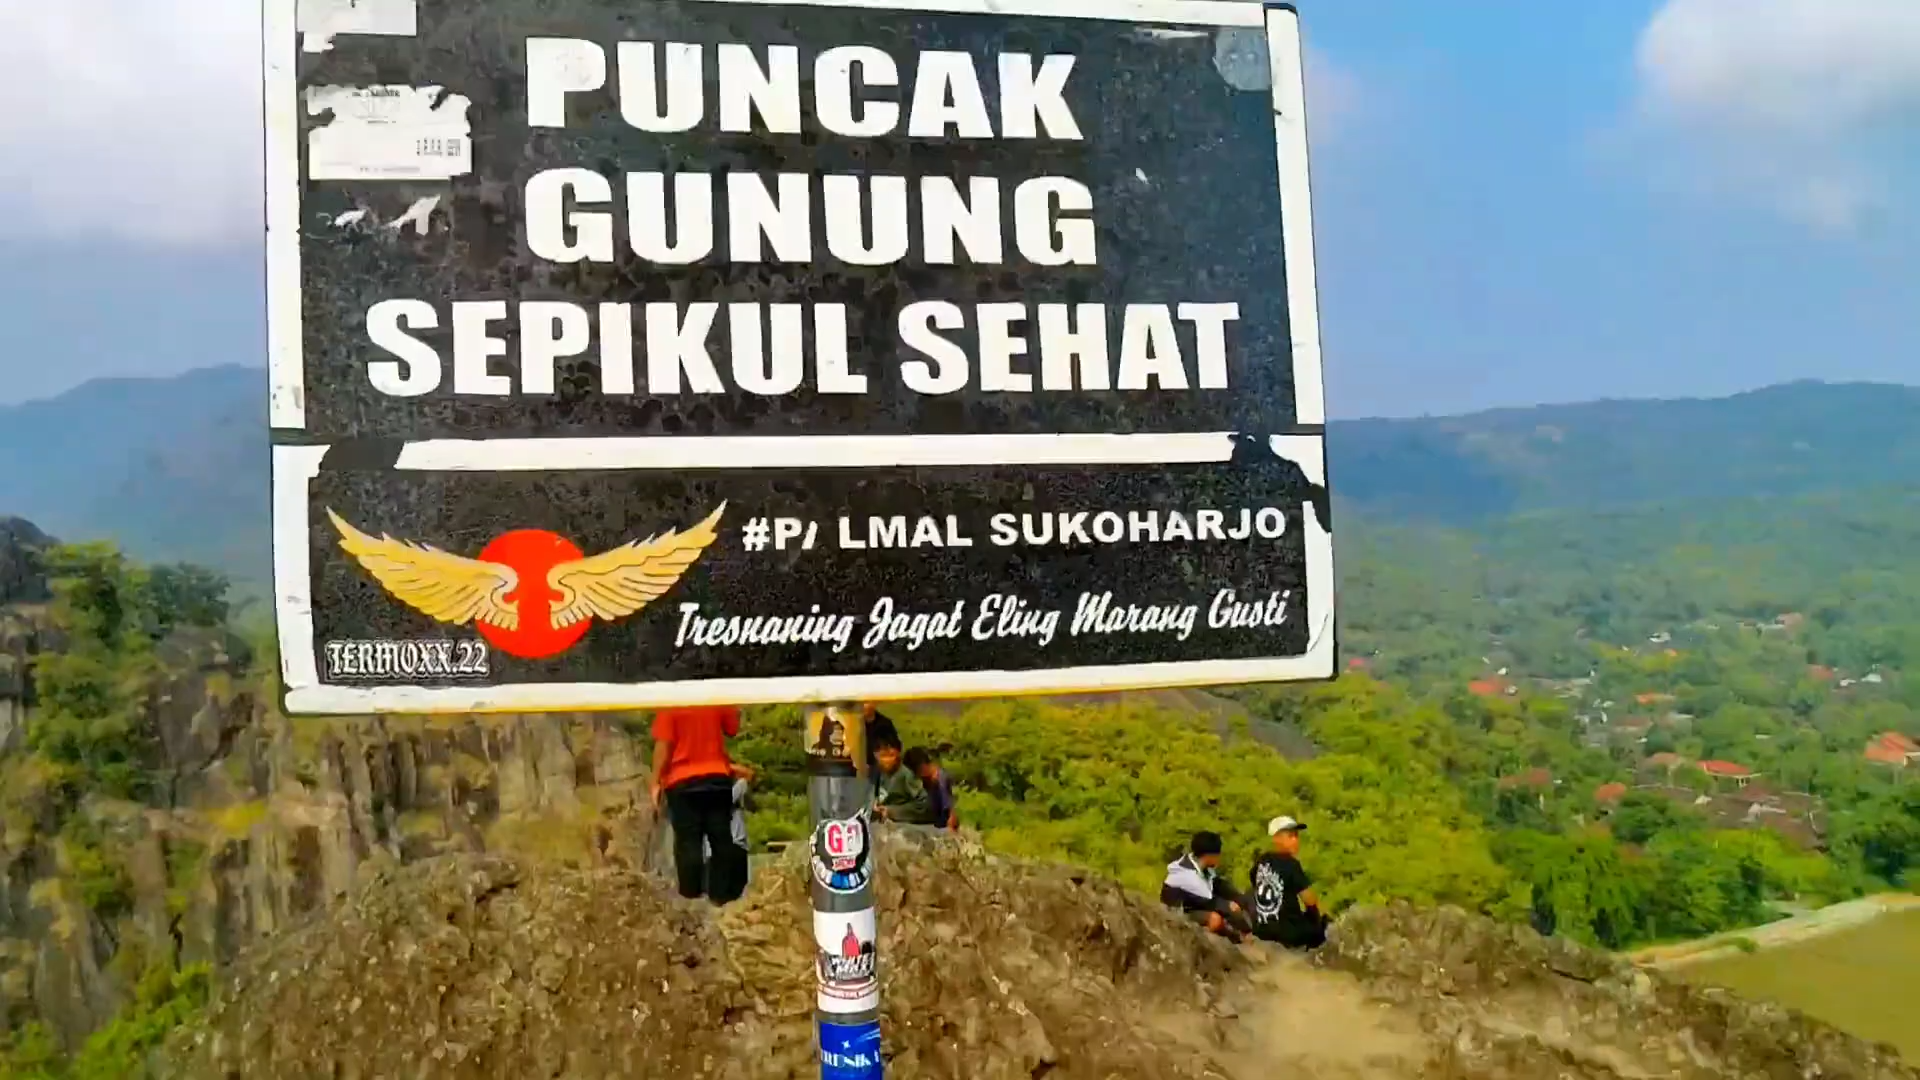 PUNCAK
GUNUNG
SEPIKUL SEHAT
#P/ LMAL SUKOHARJO
Tresnaning Jagat Eling Marang Gusti
TERMOXX.22